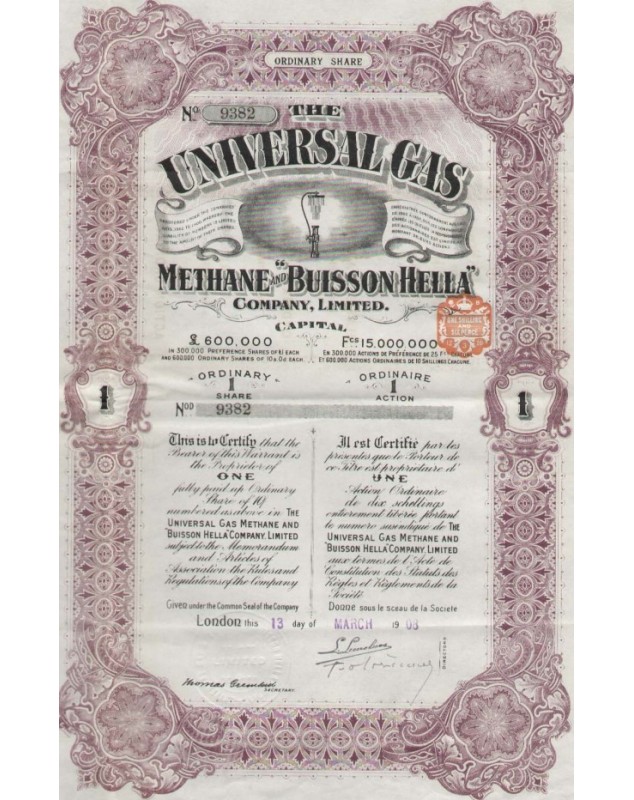 ORDINARY SHARE
No. 9382
THE
UNIVERSAL GAS
METHANE AND "BUISSON HELLA"
COMPANY, LIMITED.
CAPITAL
£ 600,000
IN 300,000 PREFERENCE SHARES OF £1 EACH
AND 600,000 ORDINARY SHARES OF 10s.0d. EACH.
Fcs 15,000,000
EN 300,000 ACTIONS DE PRÉFÉRENCE DE 25 Fcs CHACUNE
ET 600,000 ACTIONS ORDINAIRES DE 10 SHILLINGS CHACUNE.
ORDINARY
1
SHARE
ORDINAIRE
1
ACTION
NOD 9382
1
1
This is to Certify that the
Bearer of this Warrant is
the Proprietor of
ONE
fully paid up Ordinary
Share of 10/
numbered as above in THE
UNIVERSAL GAS METHANE AND
"BUISSON HELLA" COMPANY, LIMITED
subject to the Memorandum
and Articles of
Association the Rules and
Regulations of the Company
Given under the Common Seal of the Company
Il est Certifié par les
présentes que le Porteur de
ce Titre est propriétaire d'
UNE
Action Ordinaire
de dix schellings
entièrement libérée portant
le numéro susindiqué de THE
UNIVERSAL GAS METHANE AND
"BUISSON HELLA" COMPANY, LIMITED
aux termes de l'Acte de
Constitution des Statuts des
Règles et Règlements de la
Société
Donné sous le sceau de la Société
London this 13 day of MARCH 1908
DIRECTORS
SECRETARY